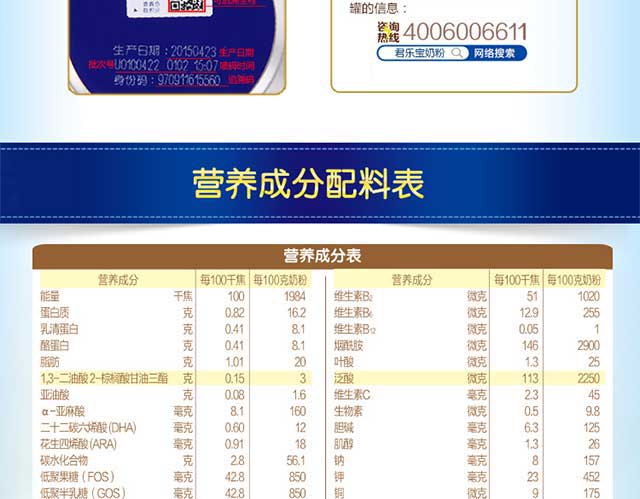 罐的信息：
咨询热线 4006006611
君乐宝奶粉 网络搜索
生产日期：20150423 生产日期
批次号U0100422 0102 15:07 喷码时间
身份码：970911615560 追溯码
营养成分配料表
营养成分表
营养成分 每100千焦 每100克奶粉
能量 千焦 100 1984
蛋白质 克 0.82 16.2
乳清蛋白 克 0.41 8.1
酪蛋白 克 0.41 8.1
脂肪 克 1.01 20
1,3-二油酸2-棕榈酸甘油三酯 克 0.15 3
亚油酸 克 0.08 1.6
α-亚麻酸 毫克 8.1 160
二十二碳六烯酸(DHA) 毫克 0.60 12
花生四烯酸(ARA) 毫克 0.91 18
碳水化合物 克 2.8 56.1
低聚果糖（FOS） 毫克 42.8 850
低聚半乳糖（GOS） 毫克 42.8 850
营养成分 每100千焦 每100克奶粉
维生素B₂ 微克 51 1020
维生素B₆ 微克 12.9 255
维生素B₁₂ 微克 0.05 1
烟酰胺 微克 146 2900
叶酸 微克 1.3 25
泛酸 微克 113 2250
维生素C 毫克 2.3 45
生物素 微克 0.5 9.8
胆碱 毫克 6.3 125
肌醇 毫克 1.3 26
钠 毫克 8 157
钾 毫克 23 452
铜 微克 9 175